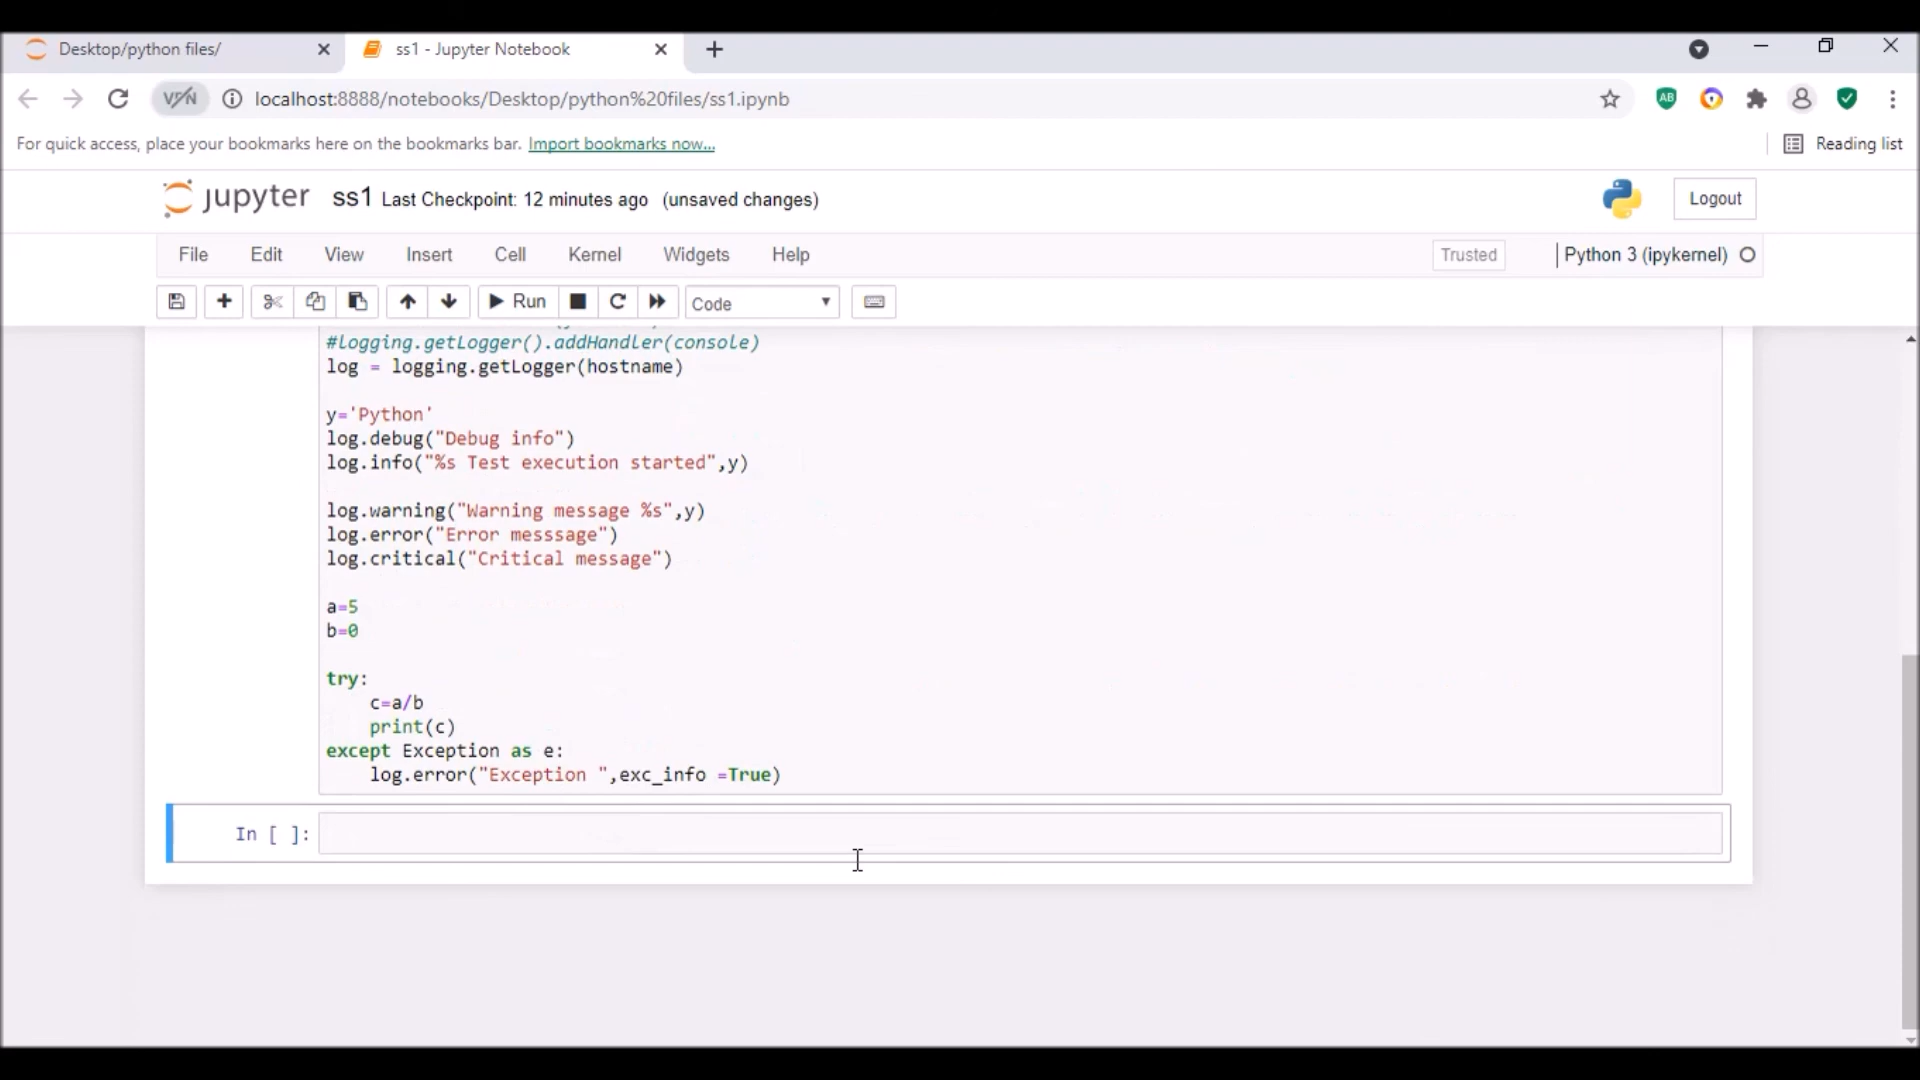 Desktop/python files/
ss1 - Jupyter Notebook
VPN
localhost:8888/notebooks/Desktop/python%20files/ss1.ipynb
AB
For quick access, place your bookmarks here on the bookmarks bar. Import bookmarks now...
Reading list
jupyter ss1 Last Checkpoint: 12 minutes ago (unsaved changes)
Logout
File Edit View Insert Cell Kernel Widgets Help
Trusted
Python 3 (ipykernel)
Run
Code
#logging.getLogger().addHandler(console)
log = logging.getLogger(hostname)
y='Python'
log.debug("Debug info")
log.info("%s Test execution started",y)
log.warning("Warning message %s",y)
log.error("Error messsage")
log.critical("Critical message")
a=5
b=0
try:
    c=a/b
    print(c)
except Exception as e:
    log.error("Exception ",exc_info =True)
In [ ]: